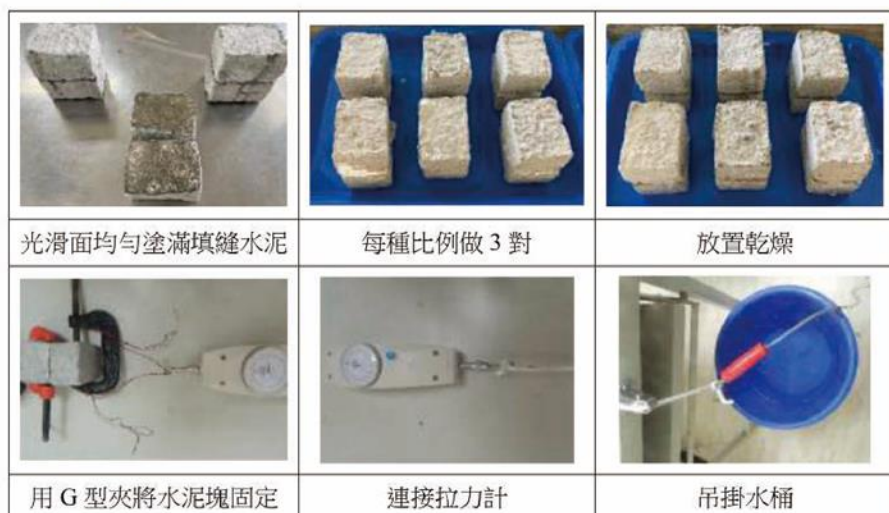 光滑面均勻塗滿填縫水泥
每種比例做 3 對
放置乾燥
用 G 型夾將水泥塊固定
連接拉力計
吊掛水桶